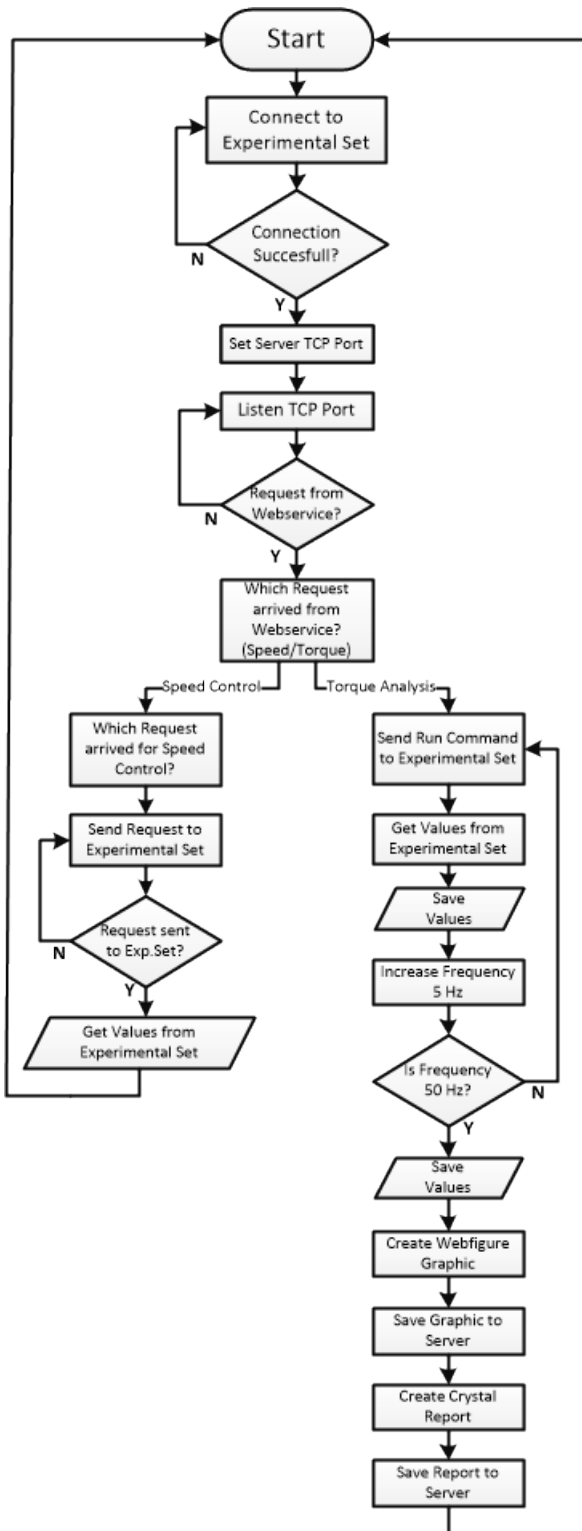 Start
Connect to
Experimental Set
Connection
Succesfull?
N
Y
Set Server TCP Port
Listen TCP Port
Request from
Webservice?
N
Y
Which Request
arrived from
Webservice?
(Speed/Torque)
Speed Control
Torque Analysis
Which Request
arrived for Speed
Control?
Send Request to
Experimental Set
Request sent
to Exp.Set?
N
Y
Get Values from
Experimental Set
Send Run Command
to Experimental Set
Get Values from
Experimental Set
Save
Values
Increase Frequency
5 Hz
Is Frequency
50 Hz?
N
Y
Save
Values
Create Webfigure
Graphic
Save Graphic to
Server
Create Crystal
Report
Save Report to
Server